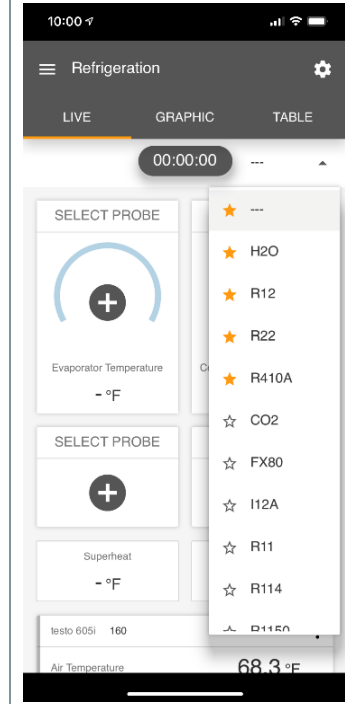 10:00
Refrigeration
LIVE GRAPHIC TABLE
00:00:00 ---
SELECT PROBE
---
H2O
R12
R22
R410A
CO2
FX80
I12A
R11
R114
Evaporator Temperature
- °F
SELECT PROBE
Superheat
- °F
testo 605i 160
Air Temperature
68.3 °F